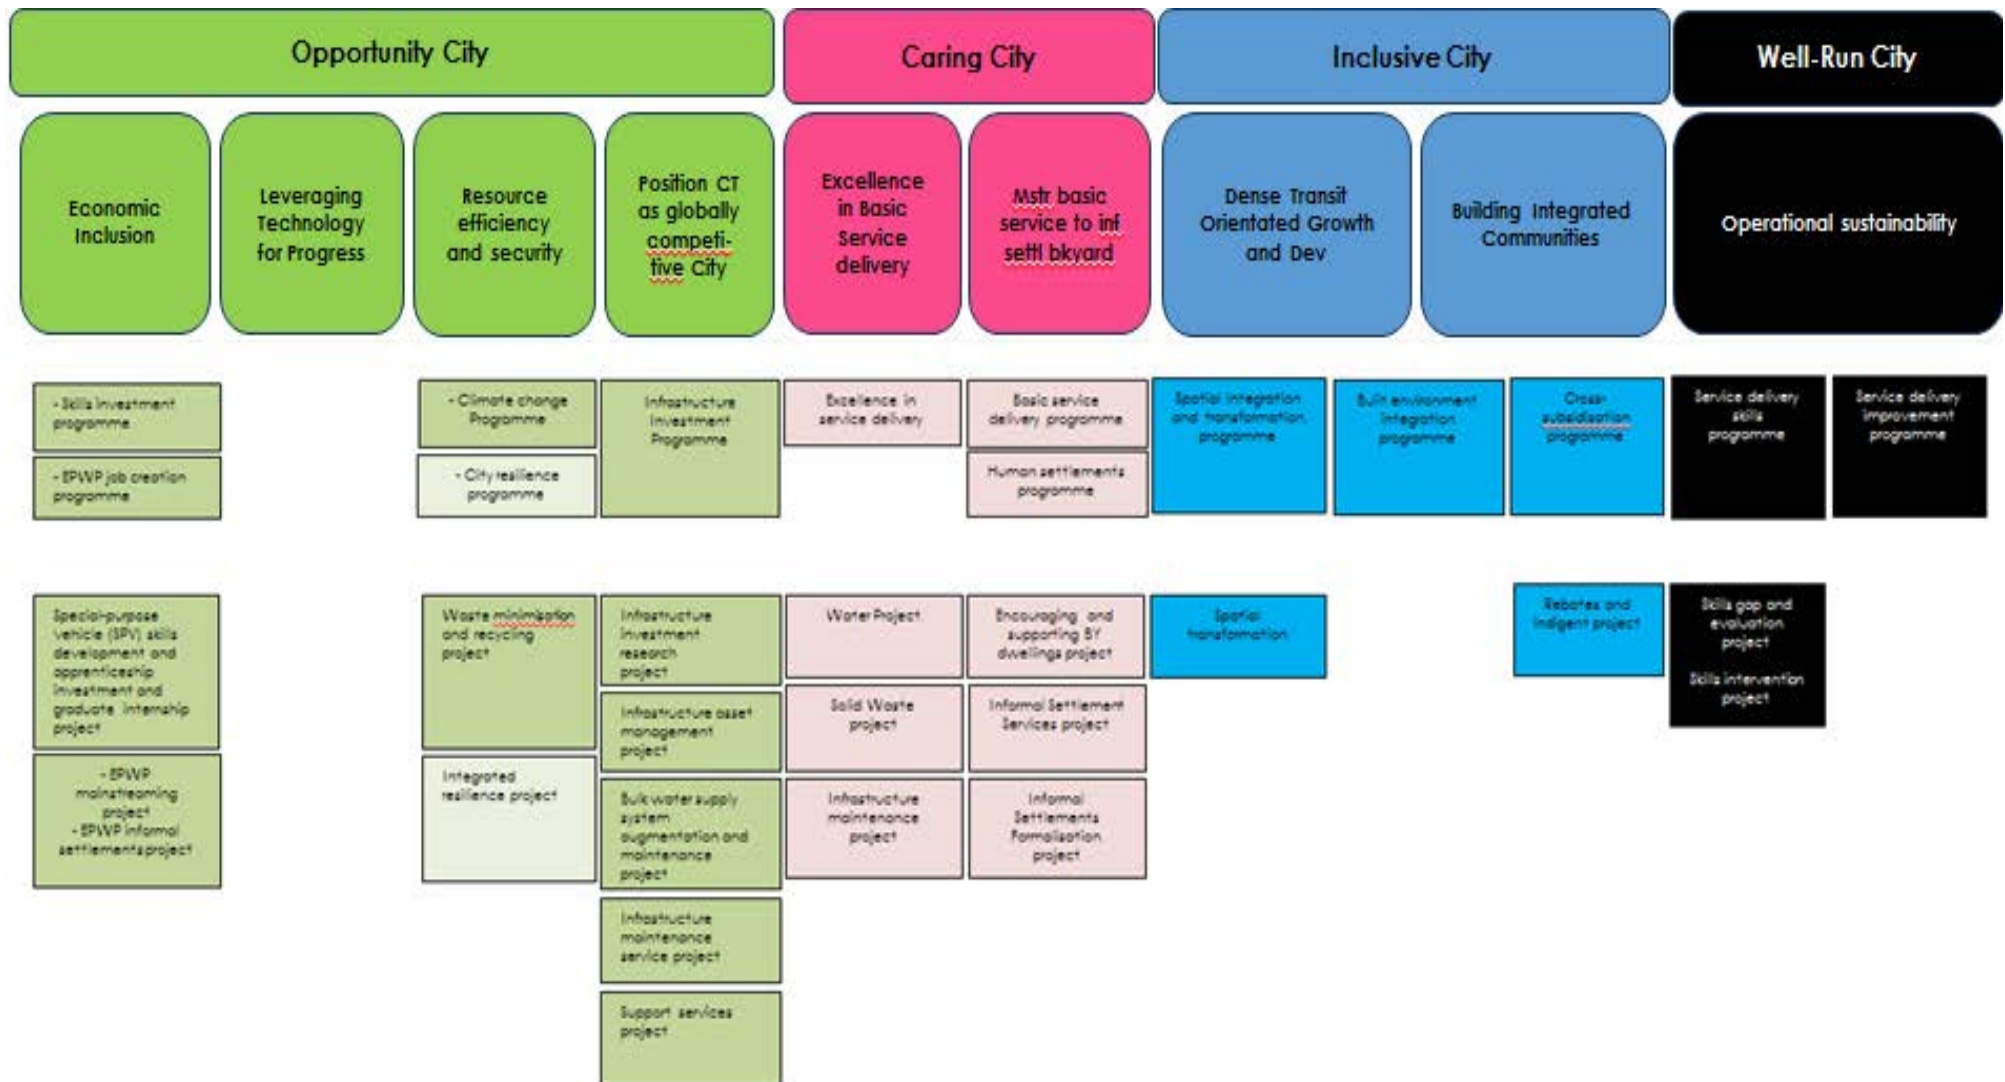 Opportunity City
Caring City
Inclusive City
Well-Run City
Economic
Inclusion
Leveraging
Technology
for Progress
Resource
efficiency
and security
Position CT
as globally
competi-
tive City
Excellence
in Basic
Service
delivery
Mstr basic
service to inf
settl bkyard
Dense Transit
Orientated Growth
and Dev
Building Integrated
Communities
Operational sustainability
- Skills investment
programme
- EPWP job creation
programme
- Climate change
Programme
- City resilience
programme
Infrastructure
Investment
Programme
Excellence in
service delivery
Basic service
delivery programme
Human settlements
programme
Spatial integration
and transformation
programme
Built environment
Integration
programme
Cross-
subsidisation
programme
Service delivery
skills
programme
Service delivery
improvement
programme
Special-purpose
vehicle (SPV) skills
development and
apprenticeship
investment and
graduate internship
project
- EPWP
mainstreaming
project
- EPWP informal
settlements project
Waste minimisation
and recycling
project
Integrated
resilience project
Infrastructure
investment
research
project
Infrastructure asset
management
project
Bulk water supply
system
augmentation and
maintenance
project
Infrastructure
maintenance
service project
Support services
project
Water Project
Solid Waste
project
Infrastructure
maintenance
project
Encouraging and
supporting BY
dwellings project
Informal Settlement
Services project
Informal
Settlements
Formalisation
project
Spatial
transformation
Rebates and
indigent project
Skills gap and
evaluation
project
Skills intervention
project